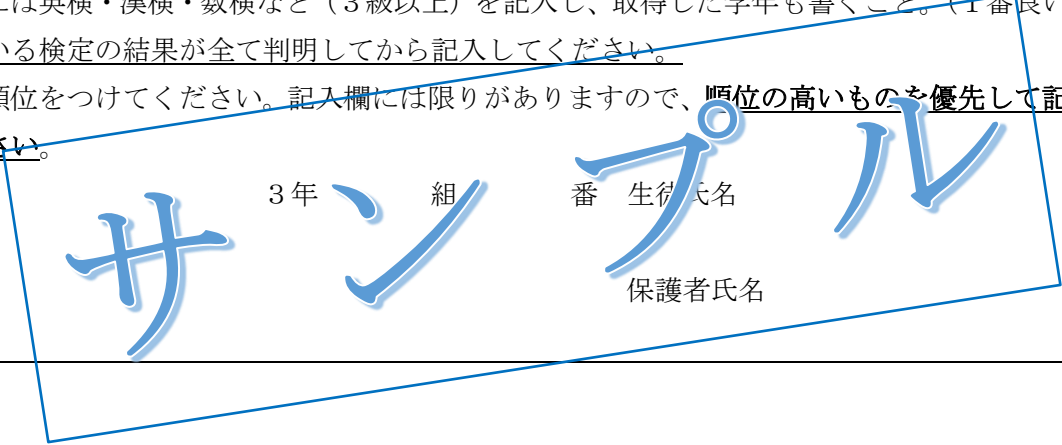 には英検・漢検・数検など（３級以上）を記入し、取得した学年も書くこと。（１番良い
いる検定の結果が全て判明してから記入してください。
順位をつけてください。記入欄には限りがありますので、順位の高いものを優先して記
さい。
３年　　組　　番　生徒氏名
保護者氏名
サンプル